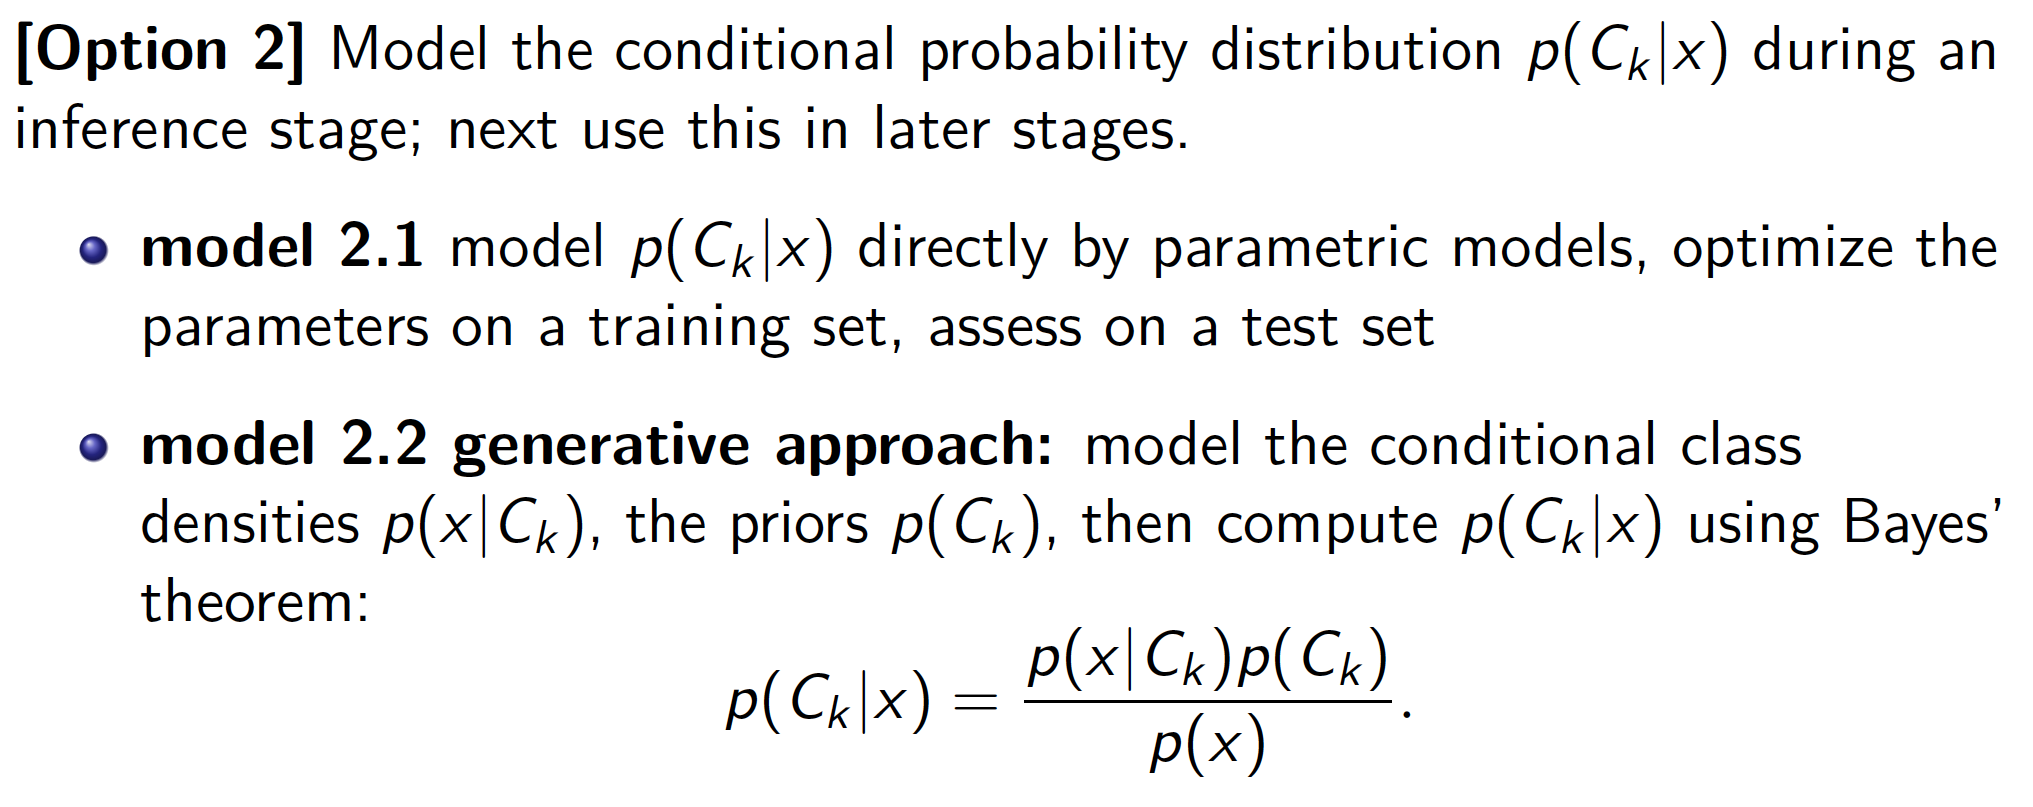 [Option 2] Model the conditional probability distribution p(C_k|x) during an
inference stage; next use this in later stages.
• model 2.1 model p(C_k|x) directly by parametric models, optimize the
parameters on a training set, assess on a test set
• model 2.2 generative approach: model the conditional class
densities p(x|C_k), the priors p(C_k), then compute p(C_k|x) using Bayes’
theorem:
p(C_k|x) = \frac{p(x|C_k)p(C_k)}{p(x)}.